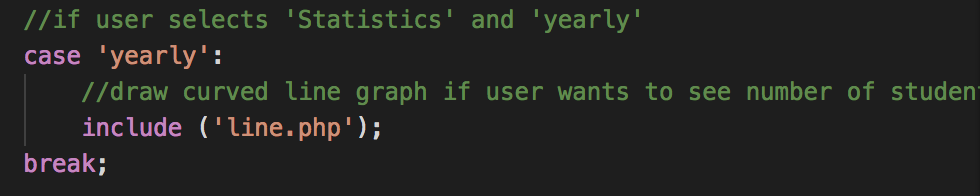 //if user selects 'Statistics' and 'yearly'
case 'yearly':
//draw curved line graph if user wants to see number of studen
include ('line.php');
break;